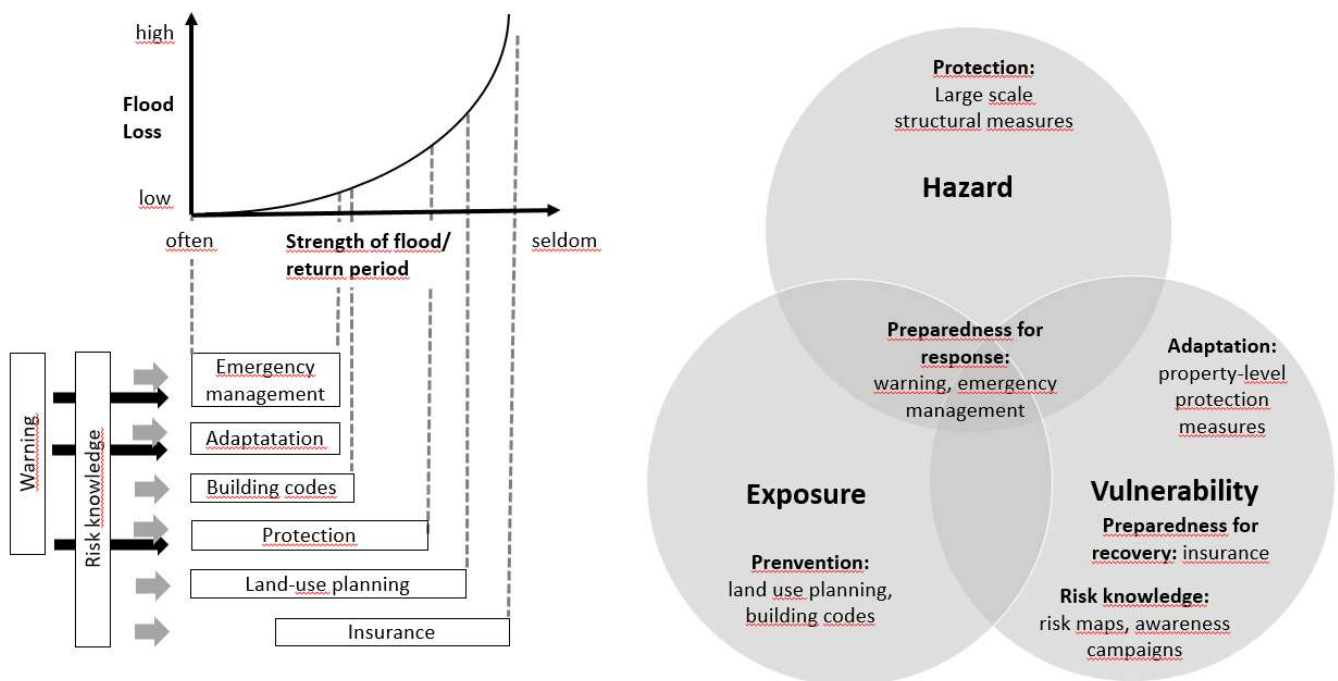 high
Flood
Loss
low
often
Strength of flood/
return period
seldom
Warning
Risk knowledge
Emergency
management
Adaptatation
Building codes
Protection
Land-use planning
Insurance
Protection:
Large scale
structural measures
Hazard
Preparedness for
response:
warning, emergency
management
Adaptation:
property-level
protection
measures
Exposure
Prenvention:
land use planning,
building codes
Vulnerability
Preparedness for
recovery: insurance
Risk knowledge:
risk maps, awareness
campaigns